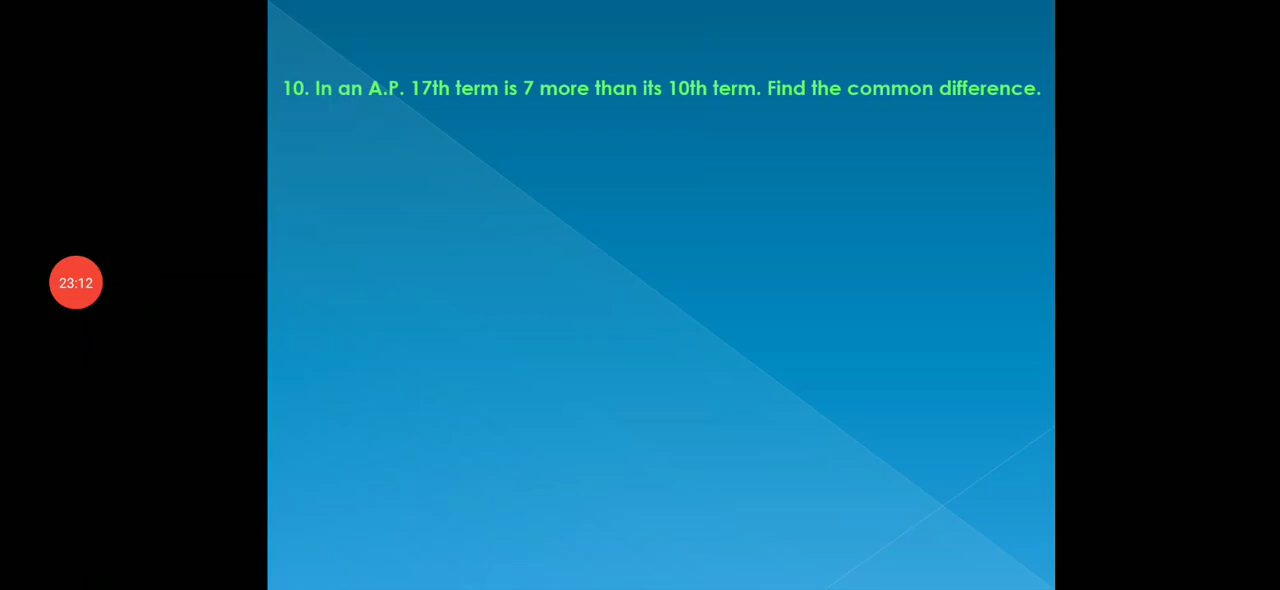 10. In an A.P. 17th term is 7 more than its 10th term. Find the common difference.
23:12